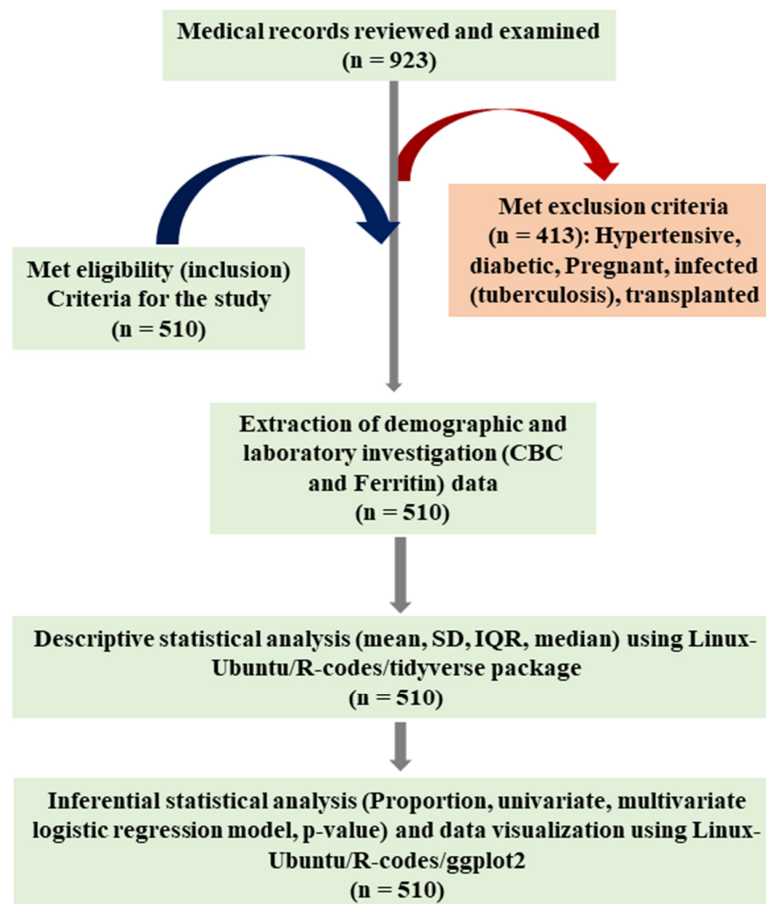 Medical records reviewed and examined
(n = 923)
Met exclusion criteria
(n = 413): Hypertensive,
diabetic, Pregnant, infected
(tuberculosis), transplanted
Met eligibility (inclusion)
Criteria for the study
(n = 510)
Extraction of demographic and
laboratory investigation (CBC
and Ferritin) data
(n = 510)
Descriptive statistical analysis (mean, SD, IQR, median) using Linux-
Ubuntu/R-codes/tidyverse package
(n = 510)
Inferential statistical analysis (Proportion, univariate, multivariate
logistic regression model, p-value) and data visualization using Linux-
Ubuntu/R-codes/ggplot2
(n = 510)